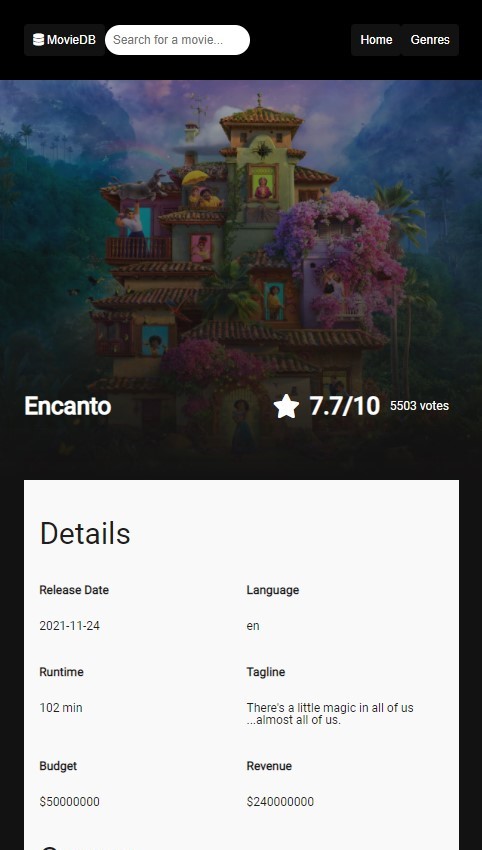 MovieDB
Search for a movie...
Home
Genres
Encanto
7.7/10
5503 votes
Details
Release Date
Language
2021-11-24
en
Runtime
Tagline
102 min
There's a little magic in all of us
...almost all of us.
Budget
Revenue
$50000000
$240000000